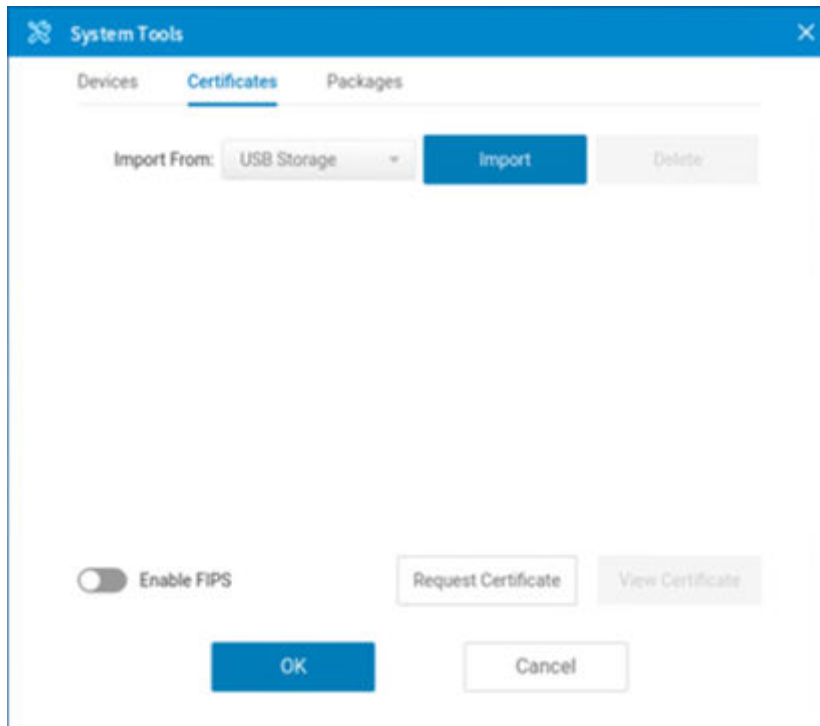 System Tools
Devices Certificates Packages
Import From: USB Storage Import Delete
Enable FIPS Request Certificate View Certificate
OK Cancel